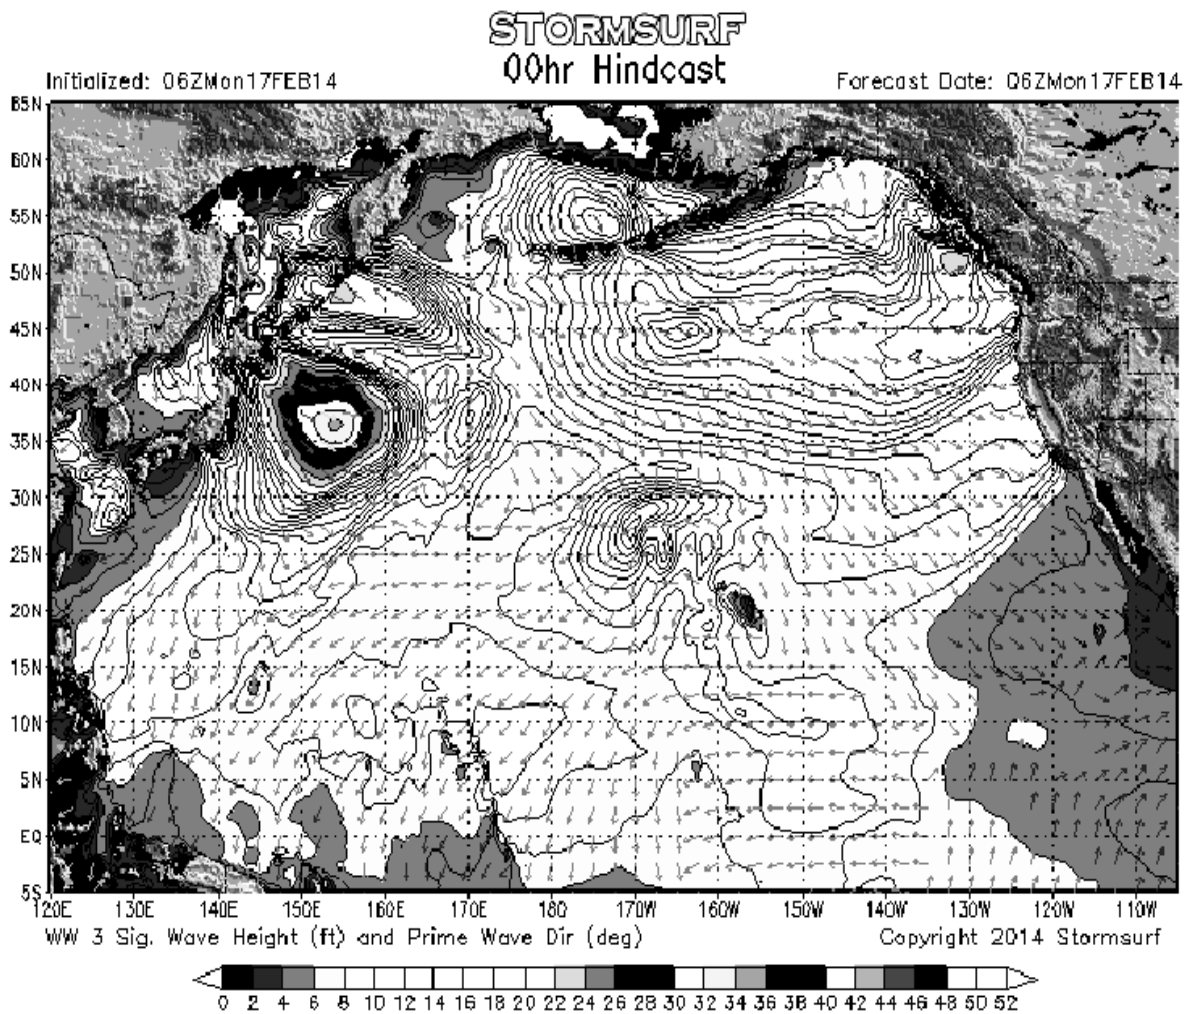 STORMSURF
00hr Hindcast
Initialized: 06ZMon17FEB14
Forecast Date: 06ZMon17FEB14
65N
60N
55N
50N
45N
40N
35N
30N
25N
20N
15N
10N
5N
EQ
5S
120E 130E 140E 150E 160E 170E 180 170W 160W 150W 140W 130W 120W 110W
WW 3 Sig. Wave Height (ft) and Prime Wave Dir (deg)
Copyright 2014 Stormsurf
0 2 4 6 8 10 12 14 16 18 20 22 24 26 28 30 32 34 36 38 40 42 44 46 48 50 52